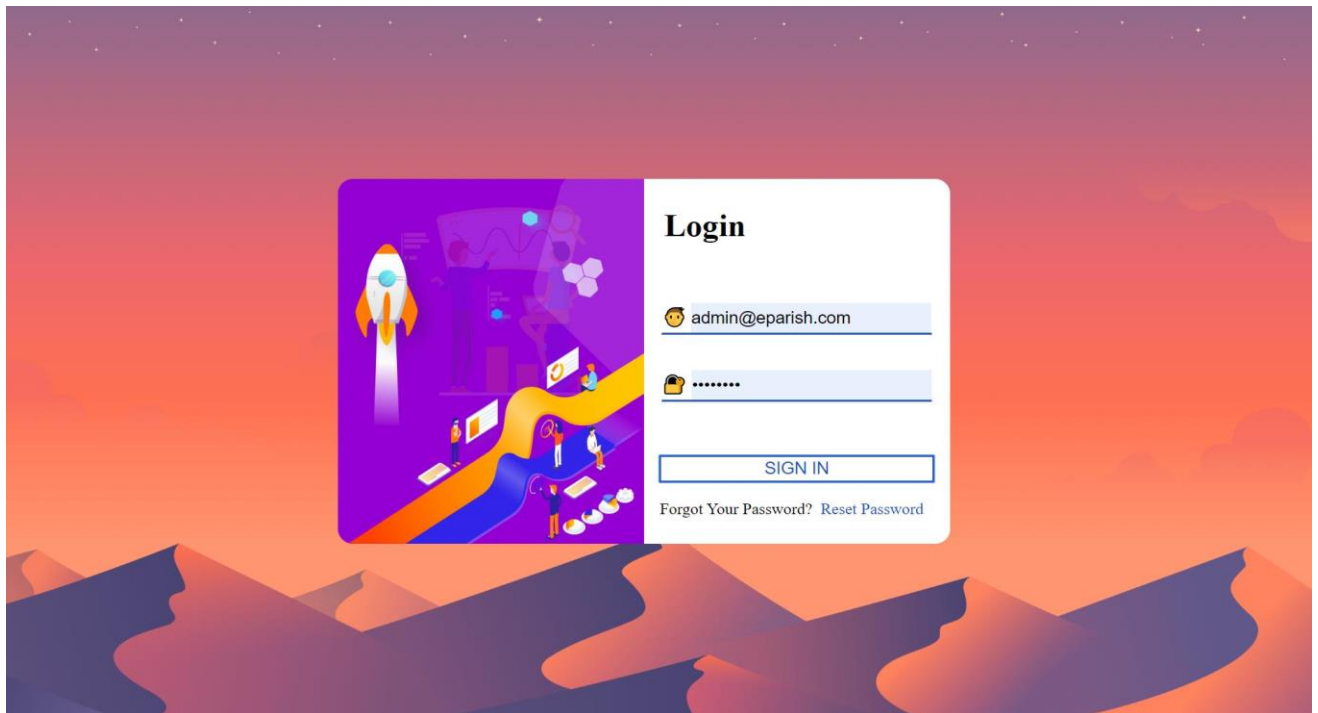 Login
admin@eparish.com
••••••••
SIGN IN
Forgot Your Password? Reset Password